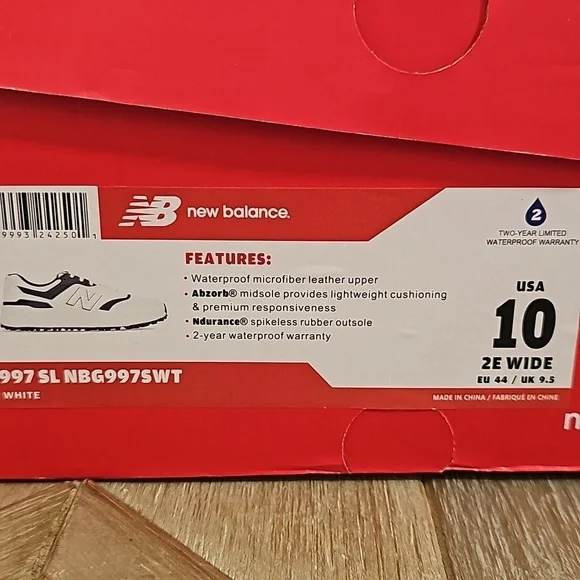 9993 24250 1
NB new balance.
2
TWO-YEAR LIMITED
WATERPROOF WARRANTY
FEATURES:
• Waterproof microfiber leather upper
• Abzorb® midsole provides lightweight cushioning
& premium responsiveness
• Ndurance® spikeless rubber outsole
• 2-year waterproof warranty
N
USA
10
2E WIDE
EU 44 / UK 9.5
997 SL NBG997SWT
WHITE
MADE IN CHINA / FABRIQUÉ EN CHINE
n